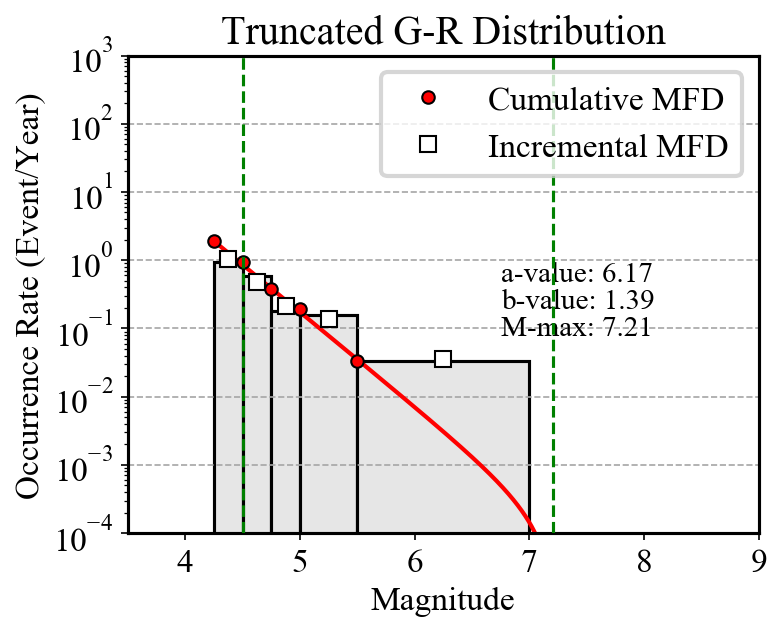 Truncated G-R Distribution
Occurrence Rate (Event/Year)
10³
10²
10¹
10⁰
10⁻¹
10⁻²
10⁻³
10⁻⁴
Cumulative MFD
Incremental MFD
a-value: 6.17
b-value: 1.39
M-max: 7.21
4 5 6 7 8 9
Magnitude